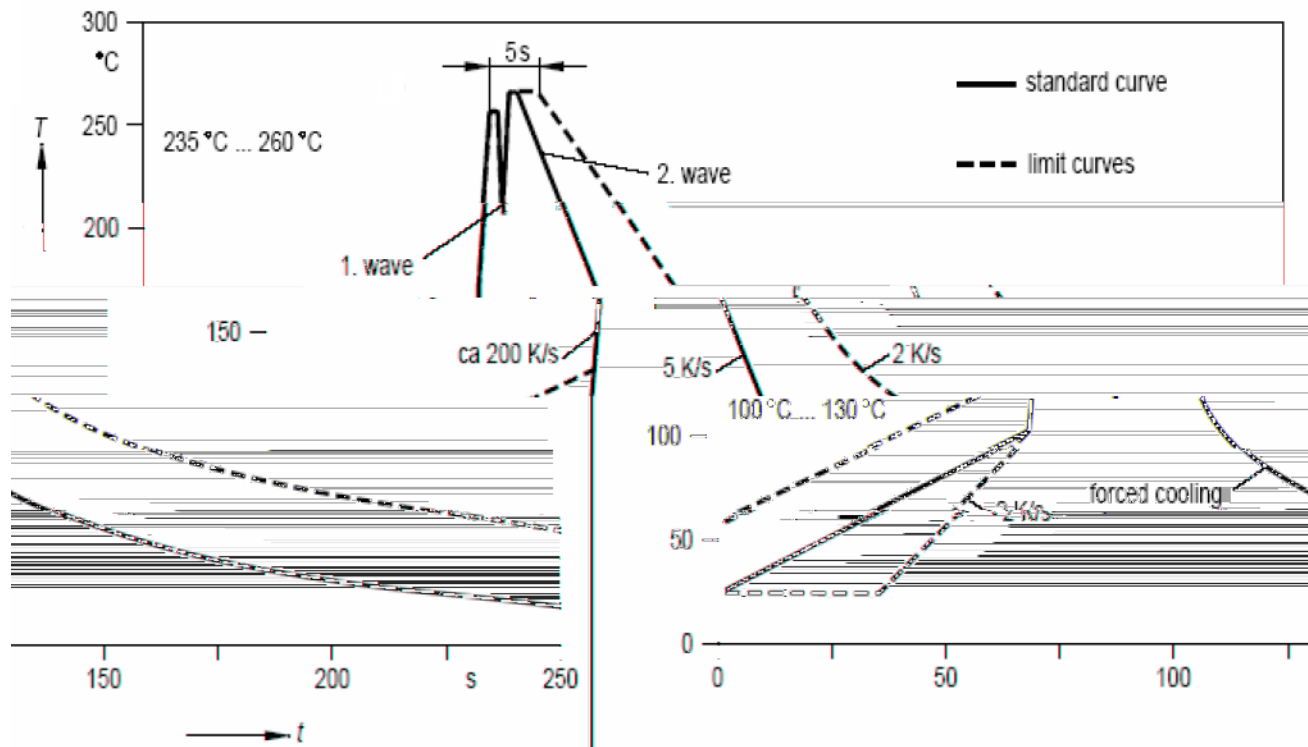 300
°C
5 s
standard curve
T
250
235 °C ... 260 °C
limit curves
2. wave
200
1. wave
150
ca 200 K/s
5 K/s
2 K/s
100 °C ... 130 °C
100
forced cooling
2 K/s
50
0
150
200
s
250
0
50
100
t